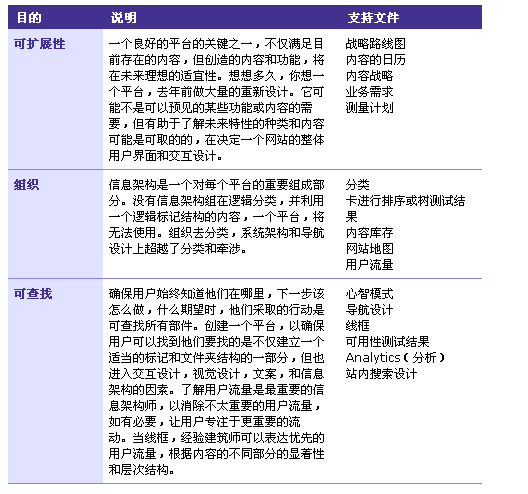 目的 说明 支持文件
可扩展性
一个良好的平台的关键之一，不仅满足目
前存在的内容，但创造的内容和功能，将
在未来理想的适宜性。想想多久，你想一
个平台，去年前做大量的重新设计。它可
能不是可以预见的某些功能或内容的需
要，但有助于了解未来特性的种类和内容
可能是可取的的，在决定一个网站的整体
用户界面和交互设计。
战略路线图
内容的日历
内容战略
业务需求
测量计划
组织
信息架构是一个对每个平台的重要组成部
分。没有信息架构组在逻辑分类，并利用
一个逻辑标记结构的内容，一个平台，将
无法使用。组织去分类，系统架构和导航
设计上超越了分类和牵涉。
分类
卡进行排序或树测试结
果
内容库存
网站地图
用户流量
可查找
确保用户始终知道他们在哪里，下一步该
怎么做，什么期望时，他们采取的行动是
可查找所有部件。创建一个平台，以确保
用户可以找到他们要找的是不仅建立一个
适当的标记和文件夹结构的一部分，但也
进入交互设计，视觉设计，文案，和信息
架构的因素。了解用户流量是最重要的信
息架构师，以消除不太重要的用户流量，
如有必要，让用户专注于更重要的流
动。当线框，经验建筑师可以表达优先的
用户流量，根据内容的不同部分的显着性
和层次结构。
心智模式
导航设计
线框
可用性测试结果
Analytics（分析）
站内搜索设计